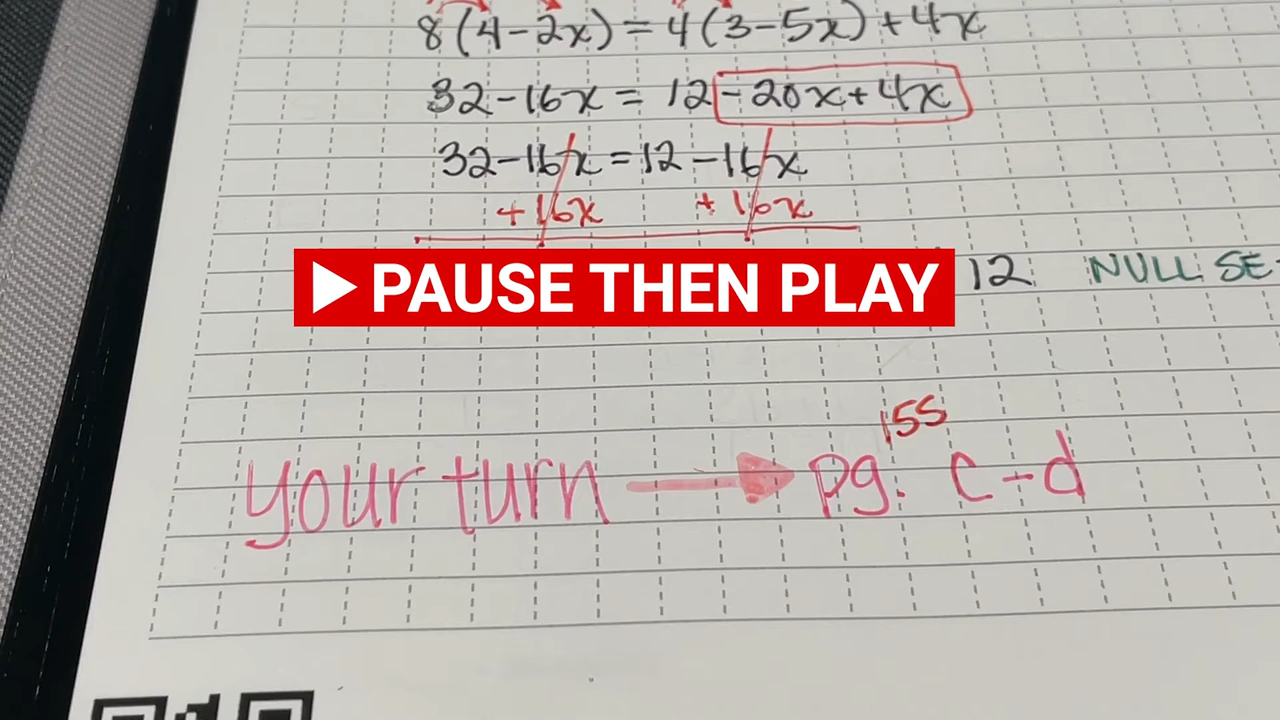 8(4-2x)=4(3-5x)+4x
32-16x = 12-20x+4x
32-16x=12-16x
+16x +16x
12 NULL SE
▶ PAUSE THEN PLAY
155
your turn → pg. c-d